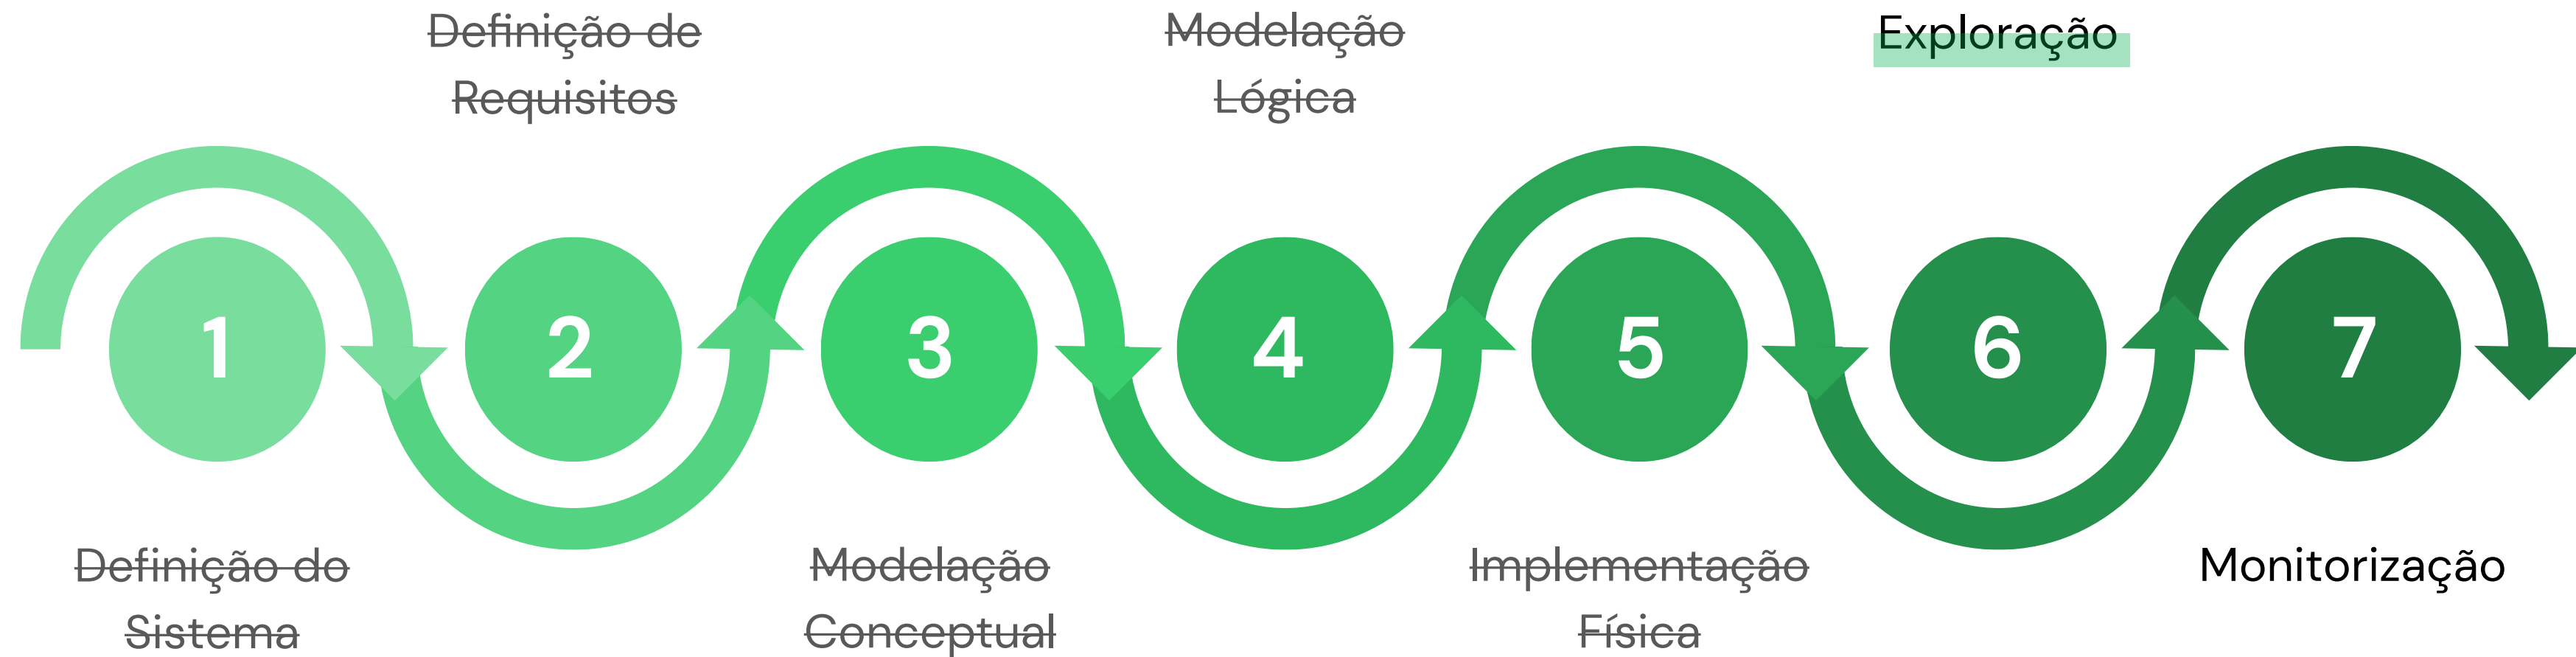 Definição de
Requisitos
Modelação
Lógica
Exploração
1
2
3
4
5
6
7
Definição do
Sistema
Modelação
Conceptual
Implementação
Física
Monitorização